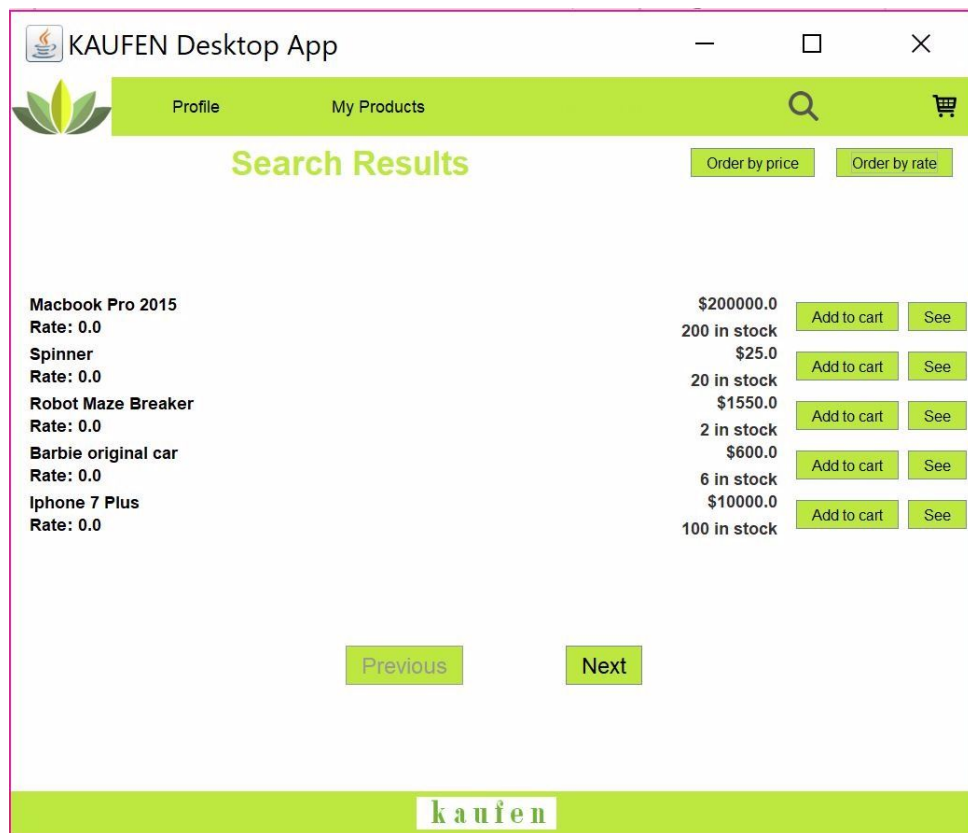 KAUFEN Desktop App
Profile My Products
Search Results Order by price Order by rate
Macbook Pro 2015 $200000.0
Rate: 0.0 200 in stock Add to cart See
Spinner $25.0
Rate: 0.0 20 in stock Add to cart See
Robot Maze Breaker $1550.0
Rate: 0.0 2 in stock Add to cart See
Barbie original car $600.0
Rate: 0.0 6 in stock Add to cart See
Iphone 7 Plus $10000.0
Rate: 0.0 100 in stock Add to cart See
Previous Next
kaufen